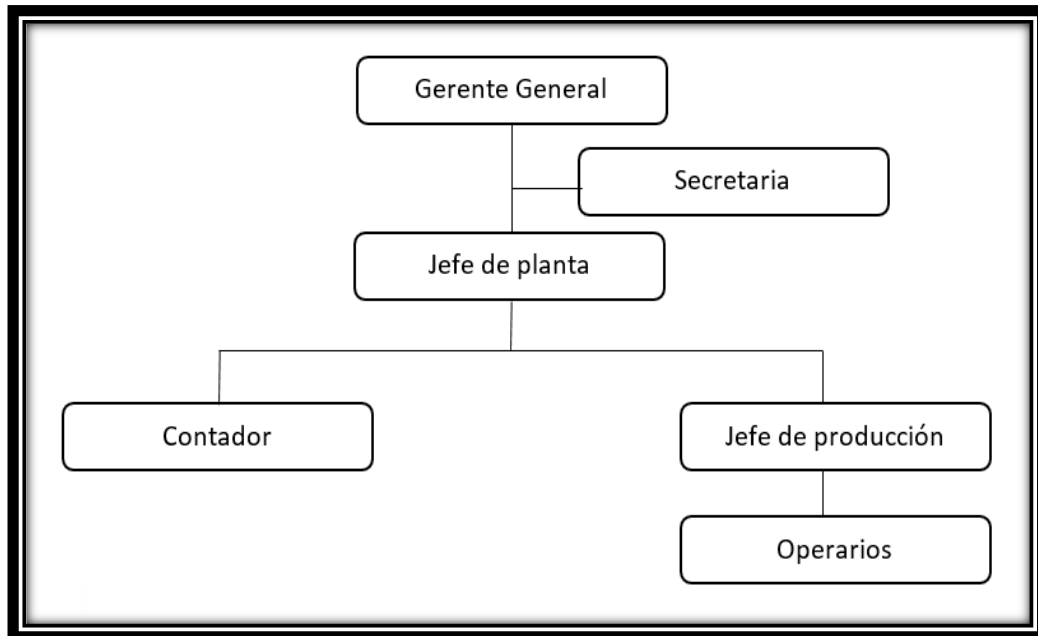 Gerente General
Secretaria
Jefe de planta
Contador
Jefe de producción
Operarios